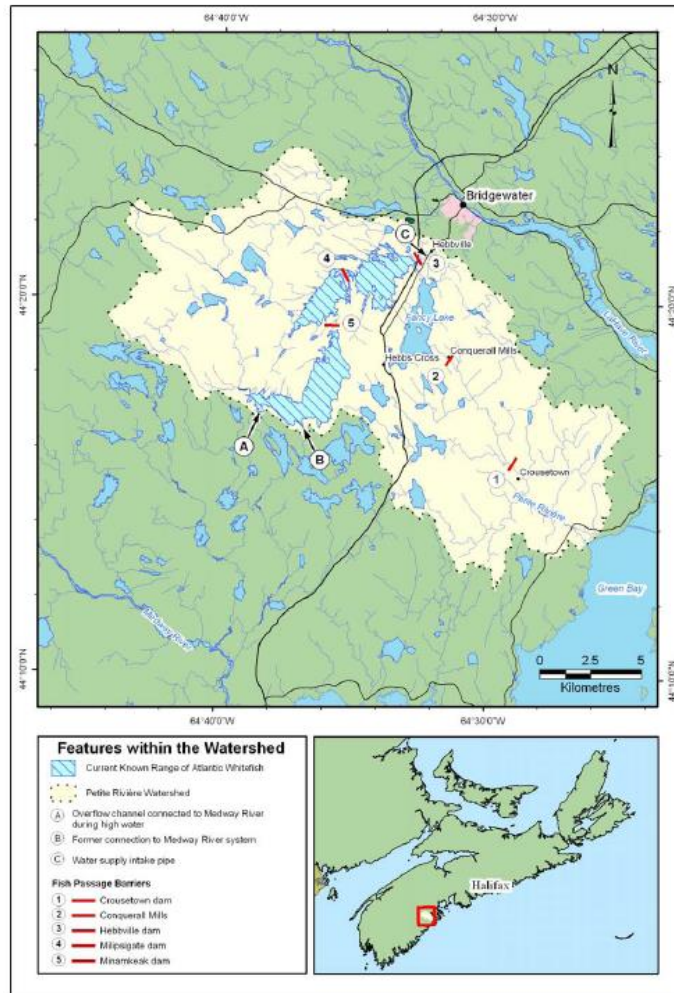 64°40'0"W
64°30'0"W
N
Bridgewater
C
Hebbville
4
3
44°20'0"N
44°20'0"N
5
Fancy Lake
LaHave River
Hebbs Cross
Conquerall Mills
2
A
B
1
Crousetown
Petite Rivière
Medway River
Green Bay
0 2.5 5
Kilometres
44°10'0"N
44°10'0"N
64°40'0"W
64°30'0"W
Features within the Watershed
Current Known Range of Atlantic Whitefish
Petite Rivière Watershed
A Overflow channel connected to Medway River
during high water
B Former connection to Medway River system
C Water supply intake pipe
Fish Passage Barriers
1 Crousetown dam
2 Conquerall Mills
3 Hebbville dam
4 Milipsigate dam
5 Minamkeak dam
Halifax